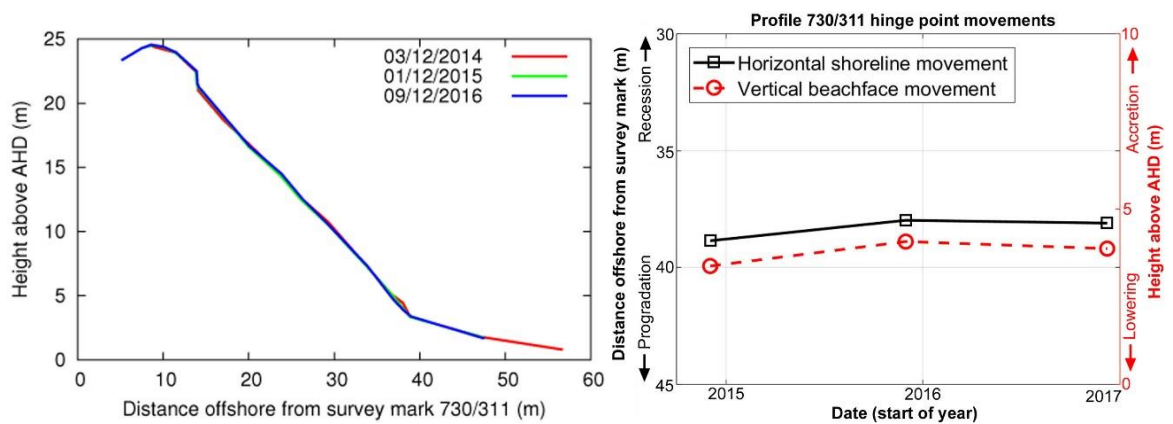 25
20
15
10
5
0
Height above AHD (m)
03/12/2014
01/12/2015
09/12/2016
0 10 20 30 40 50 60
Distance offshore from survey mark 730/311 (m)
Profile 730/311 hinge point movements
30
35
40
45
Distance offshore from survey mark (m)
Recession
Progradation
Horizontal shoreline movement
Vertical beachface movement
10
5
0
Accretion
Lowering
Height above AHD (m)
2015 2016 2017
Date (start of year)